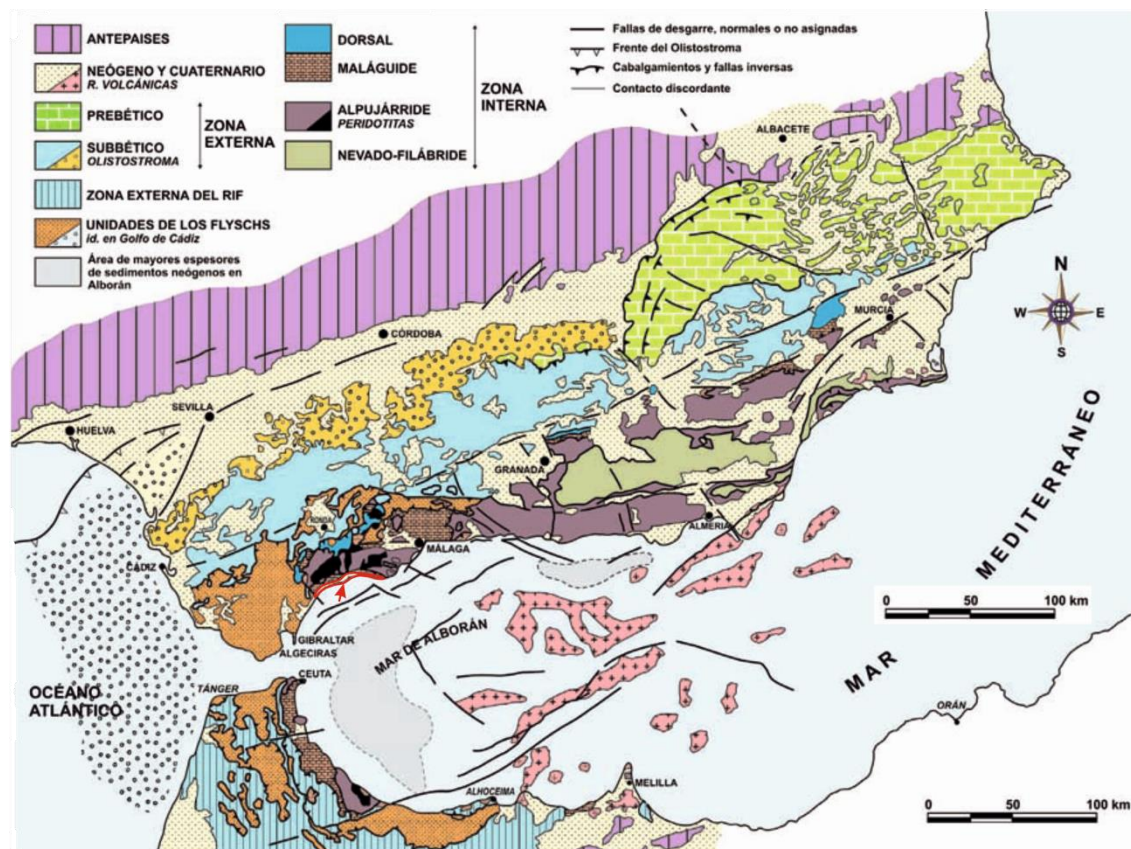 ANTEPAISES
NEÓGENO Y CUATERNARIO
R. VOLCÁNICAS
PREBÉTICO
SUBBÉTICO
OLISTOSTROMA
ZONA
EXTERNA
ZONA EXTERNA DEL RIF
UNIDADES DE LOS FLYSCHS
id. en Golfo de Cádiz
Área de mayores espesores
de sedimentos neógenos en
Alborán
DORSAL
MALÁGUIDE
ALPUJÁRRIDE
PERIDOTITAS
NEVADO-FILÁBRIDE
ZONA
INTERNA
Fallas de desgarre, normales o no asignadas
Frente del Olistostroma
Cabalgamientos y fallas inversas
Contacto discordante
ALBACETE
N
W
E
S
MURCIA
CÓRDOBA
SEVILLA
HUELVA
GRANADA
RONDA
ALMERIA
MÁLAGA
CÁDIZ
MEDITERRÁNEO
0 50 100 km
GIBRALTAR
ALGECIRAS
MAR DE ALBORÁN
MAR
CEUTA
TÁNGER
OCÉANO
ATLÁNTICO
ORÁN
MELILLA
ALHOCEIMA
0 50 100 km